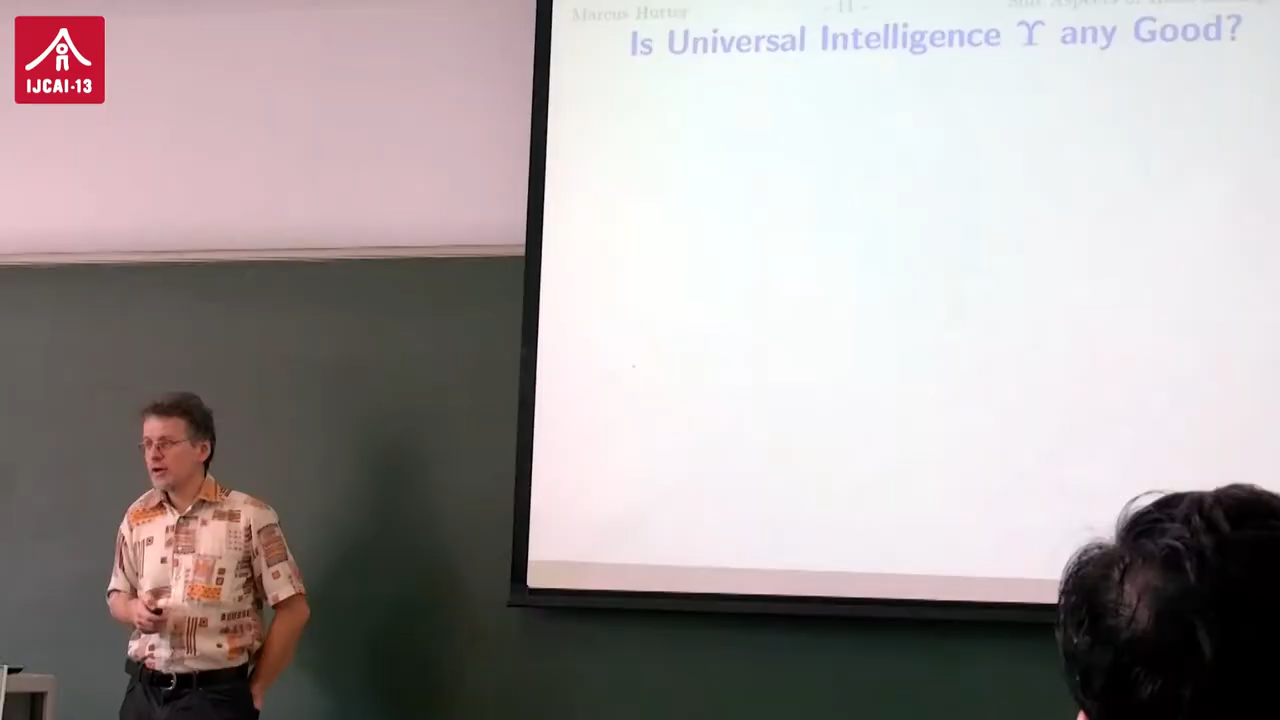 IJCAI-13
Marcus Hutter - 11 -
Is Universal Intelligence ϒ any Good?